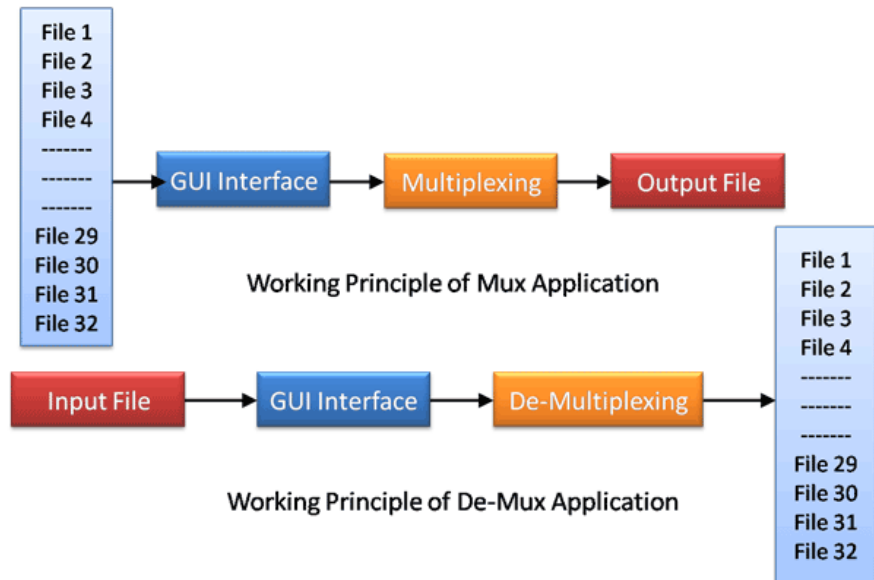 File 1
File 2
File 3
File 4
-------
-------
-------
File 29
File 30
File 31
File 32
GUI Interface
Multiplexing
Output File
Working Principle of Mux Application
Input File
GUI Interface
De-Multiplexing
File 1
File 2
File 3
File 4
-------
-------
-------
File 29
File 30
File 31
File 32
Working Principle of De-Mux Application